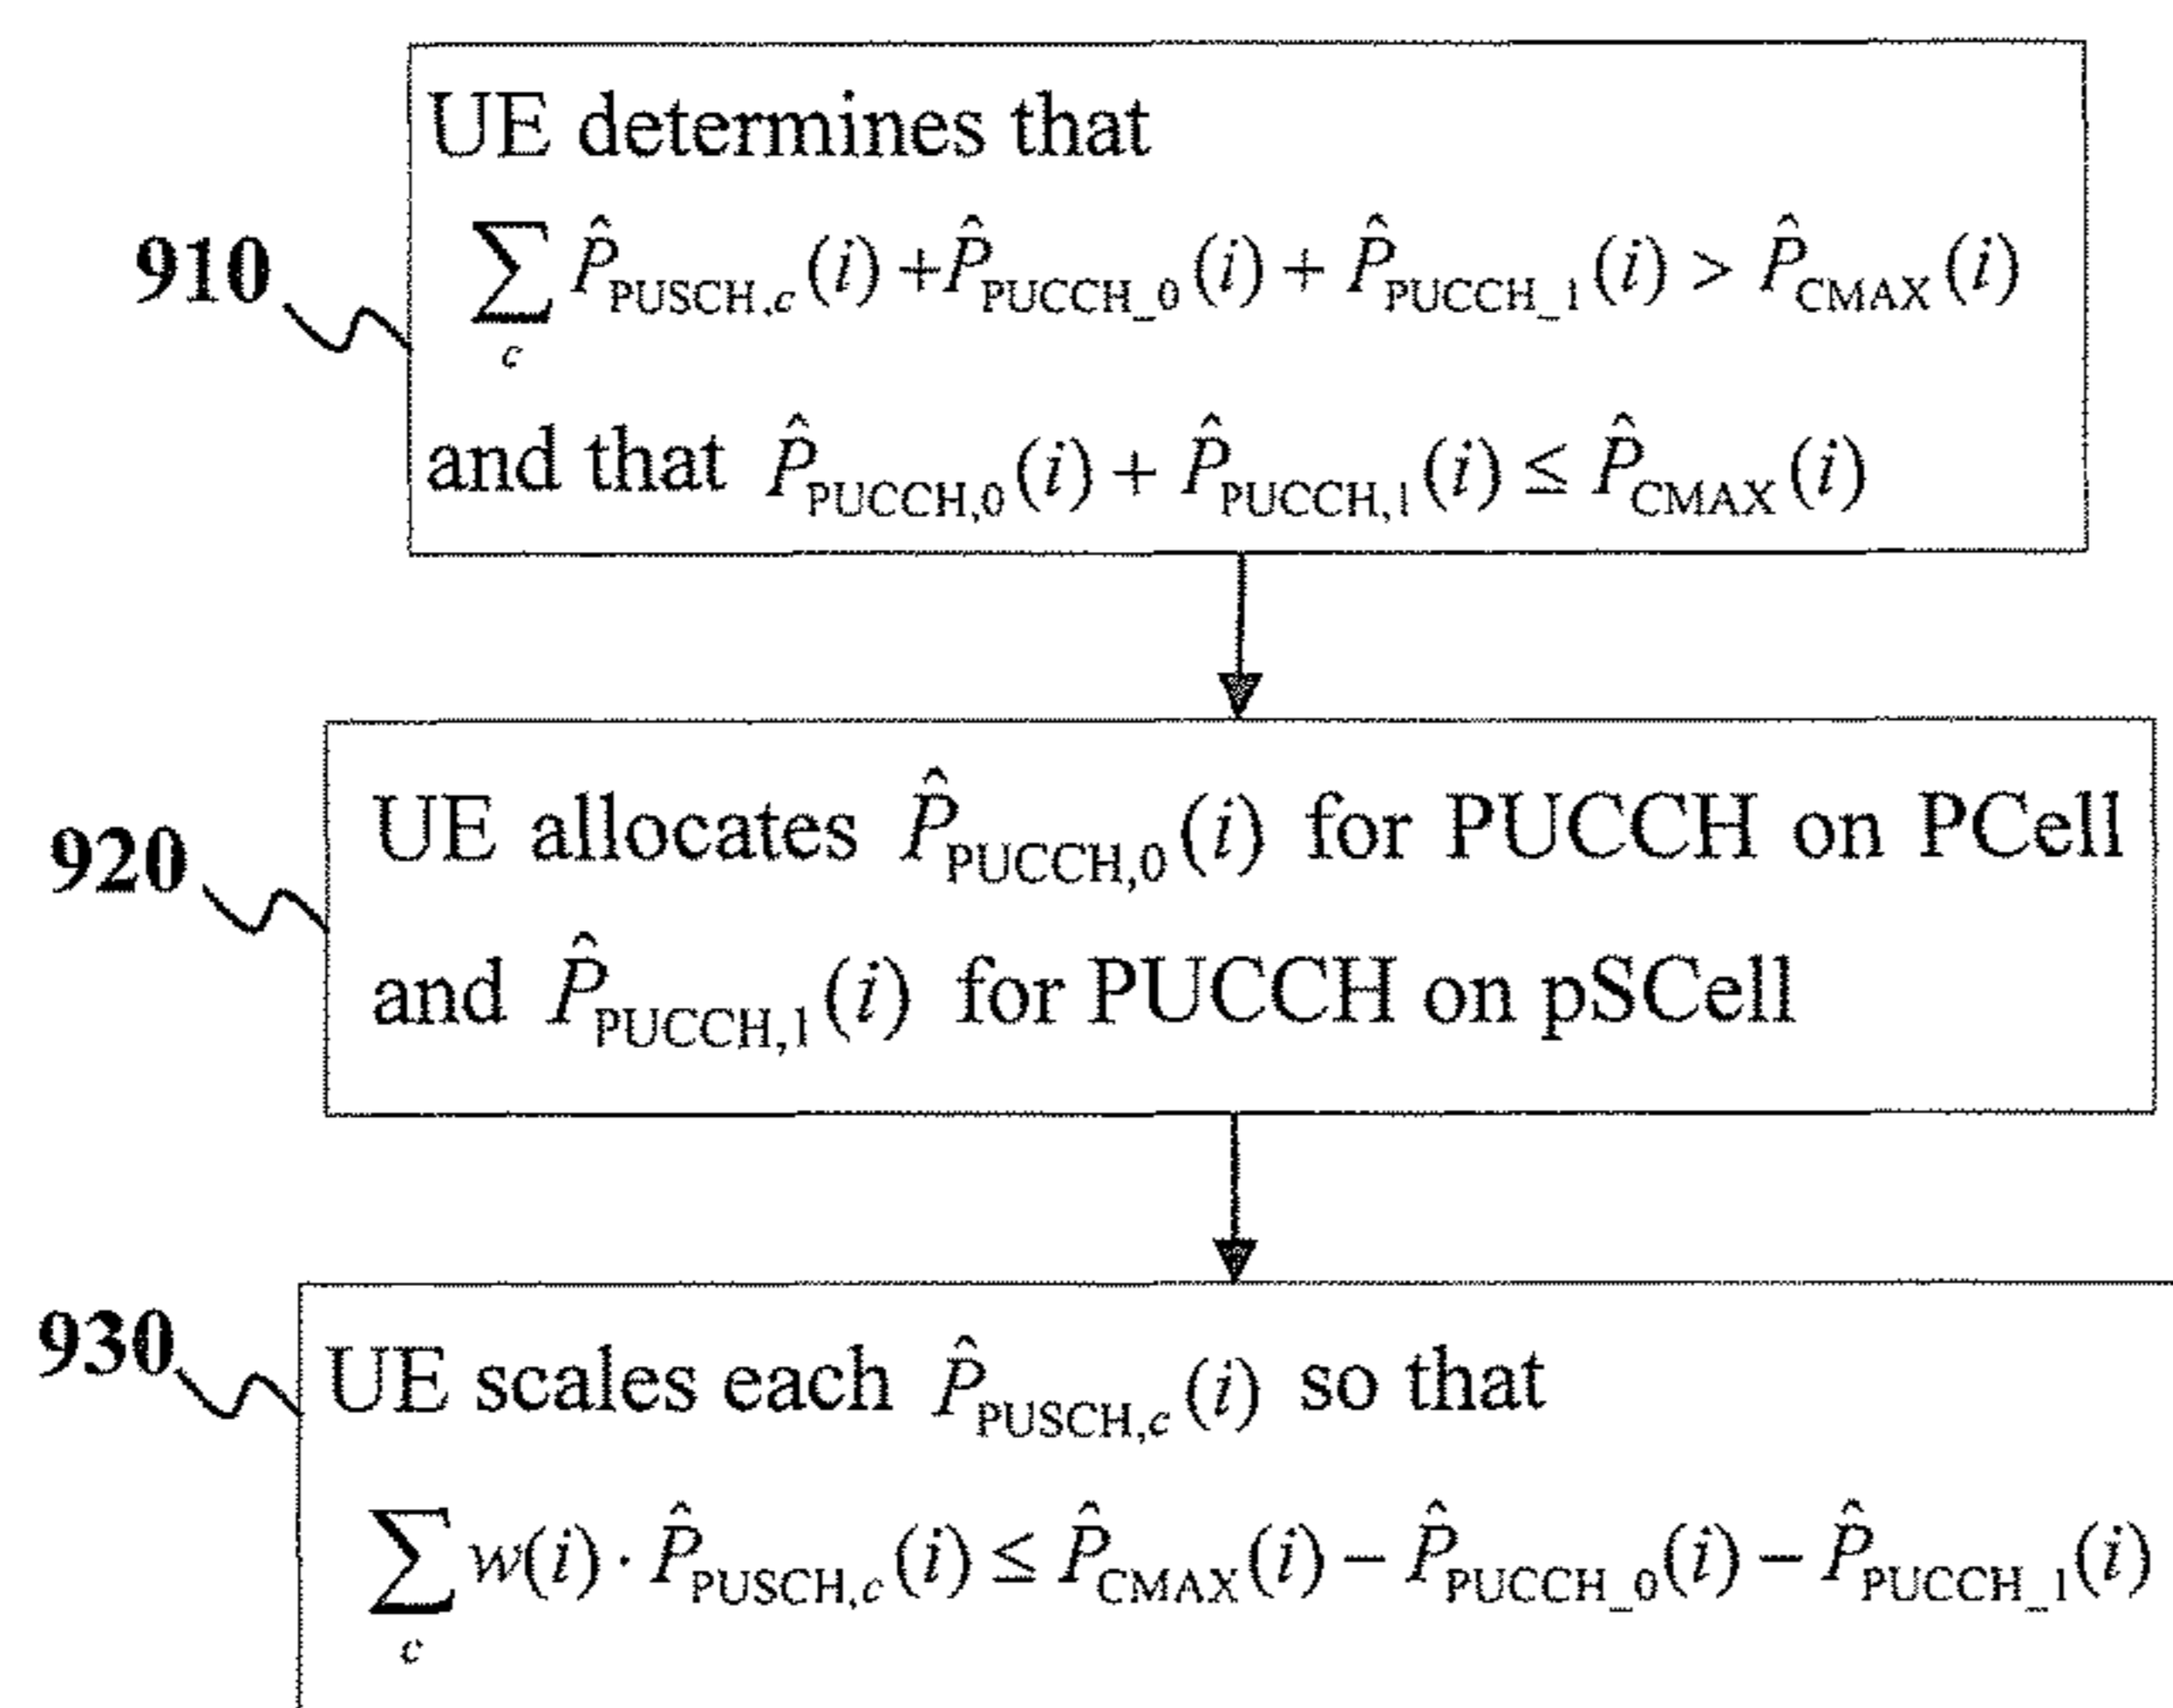 UE determines that
910
∑_c P̂_PUSCH,c(i) + P̂_PUCCH_0(i) + P̂_PUCCH_1(i) > P̂_CMAX(i)
and that P̂_PUCCH,0(i) + P̂_PUCCH,1(i) ≤ P̂_CMAX(i)
920
UE allocates P̂_PUCCH,0(i) for PUCCH on PCell
and P̂_PUCCH,1(i) for PUCCH on pSCell
930
UE scales each P̂_PUSCH,c(i) so that
∑_c w(i) · P̂_PUSCH,c(i) ≤ P̂_CMAX(i) − P̂_PUCCH_0(i) − P̂_PUCCH_1(i)